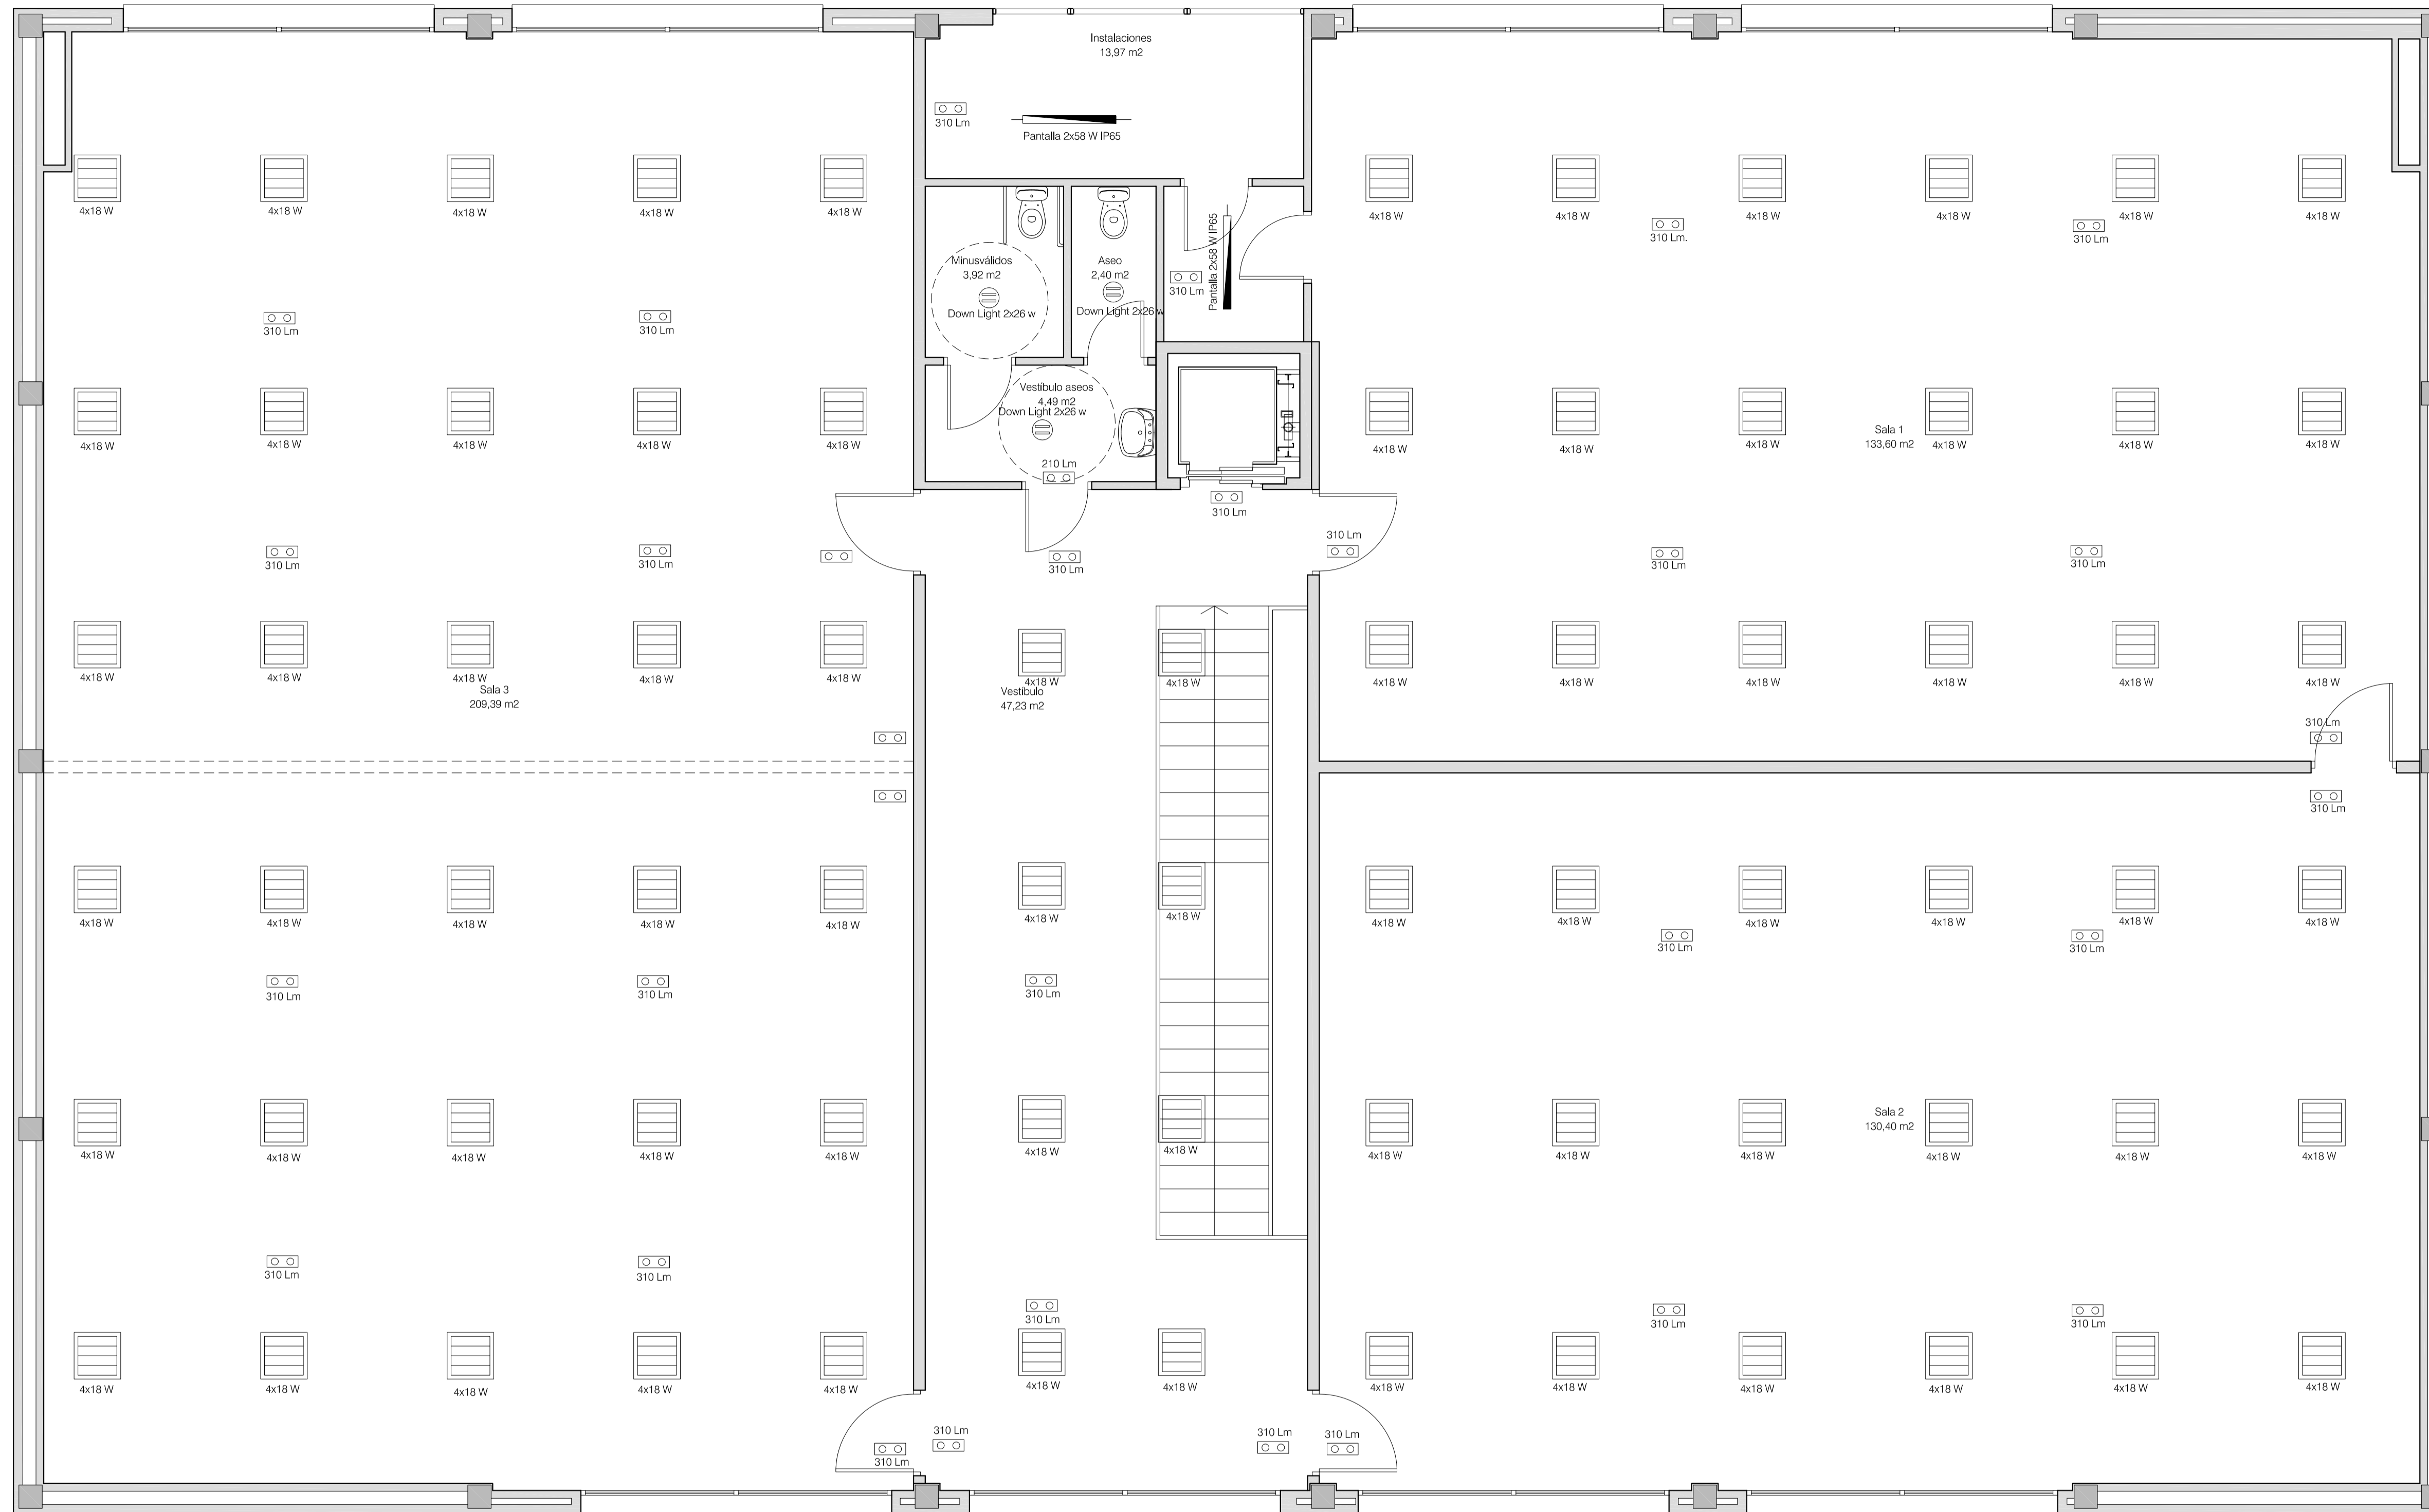 Instalaciones
13,97 m2
310 Lm
Pantalla 2x58 W IP65
4x18 W
4x18 W
4x18 W
4x18 W
4x18 W
Minusválidos
3,92 m2
Down Light 2x26 w
Aseo
2,40 m2
Down Light 2x26 w
310 Lm
Pantalla 2x58 W IP65
4x18 W
4x18 W
4x18 W
4x18 W
4x18 W
4x18 W
310 Lm.
310 Lm
310 Lm
310 Lm
Vestíbulo aseos
4,49 m2
Down Light 2x26 w
210 Lm
4x18 W
4x18 W
4x18 W
4x18 W
4x18 W
Sala 1
133,60 m2
4x18 W
4x18 W
4x18 W
4x18 W
4x18 W
4x18 W
310 Lm
310 Lm
310 Lm
310 Lm
310 Lm
310 Lm
310 Lm
4x18 W
4x18 W
4x18 W
4x18 W
4x18 W
Sala 3
209,39 m2
4x18 W
4x18 W
Vestíbulo
47,23 m2
4x18 W
4x18 W
4x18 W
4x18 W
4x18 W
4x18 W
310 Lm
310 Lm
4x18 W
4x18 W
4x18 W
4x18 W
4x18 W
4x18 W
4x18 W
4x18 W
4x18 W
4x18 W
4x18 W
4x18 W
4x18 W
310 Lm
310 Lm
310 Lm
310 Lm
310 Lm
4x18 W
4x18 W
4x18 W
4x18 W
4x18 W
4x18 W
4x18 W
Sala 2
130,40 m2
4x18 W
4x18 W
4x18 W
4x18 W
4x18 W
4x18 W
310 Lm
310 Lm
310 Lm
310 Lm
310 Lm
4x18 W
4x18 W
4x18 W
4x18 W
4x18 W
4x18 W
4x18 W
4x18 W
4x18 W
4x18 W
4x18 W
4x18 W
4x18 W
310 Lm
310 Lm
310 Lm
310 Lm